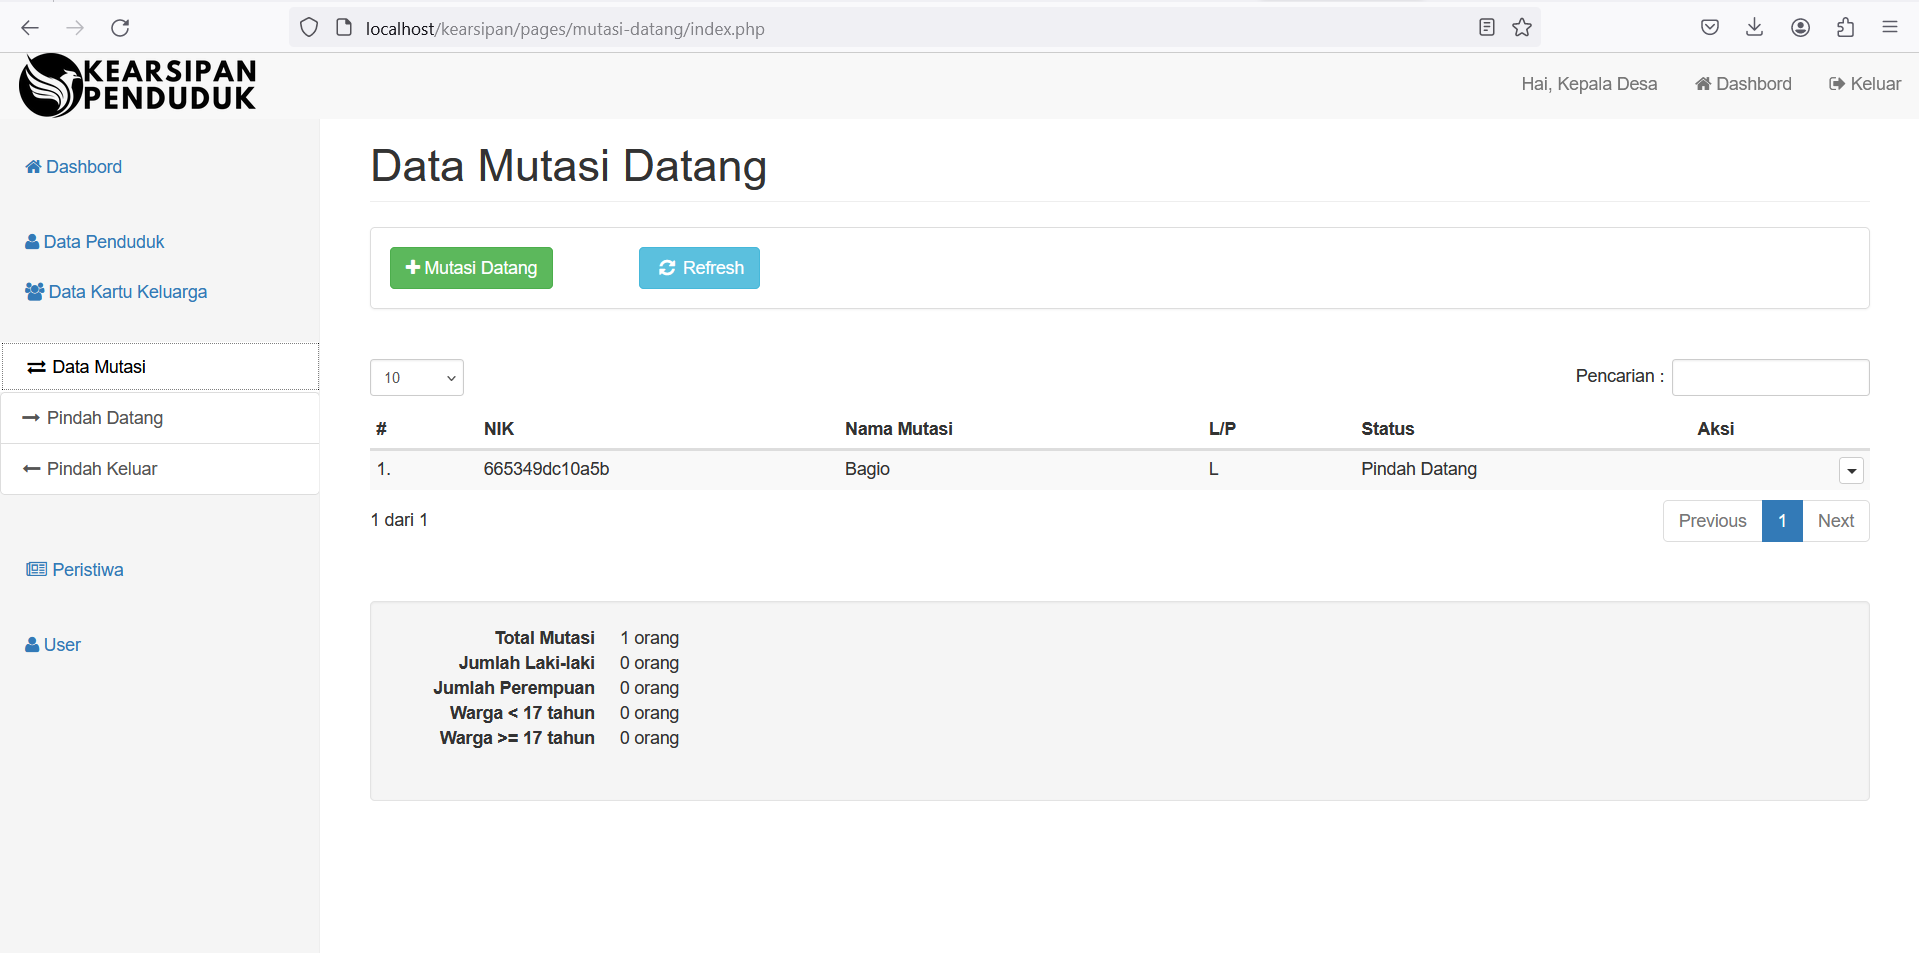 localhost/kearsipan/pages/mutasi-datang/index.php
KEARSIPAN
PENDUDUK
Hai, Kepala Desa
Dashbord
Keluar
Dashbord
Data Penduduk
Data Kartu Keluarga
Data Mutasi
Pindah Datang
Pindah Keluar
Peristiwa
User
Data Mutasi Datang
Mutasi Datang
Refresh
10
Pencarian :
# NIK Nama Mutasi L/P Status Aksi
1. 665349dc10a5b Bagio L Pindah Datang
1 dari 1
Previous 1 Next
Total Mutasi 1 orang
Jumlah Laki-laki 0 orang
Jumlah Perempuan 0 orang
Warga < 17 tahun 0 orang
Warga >= 17 tahun 0 orang